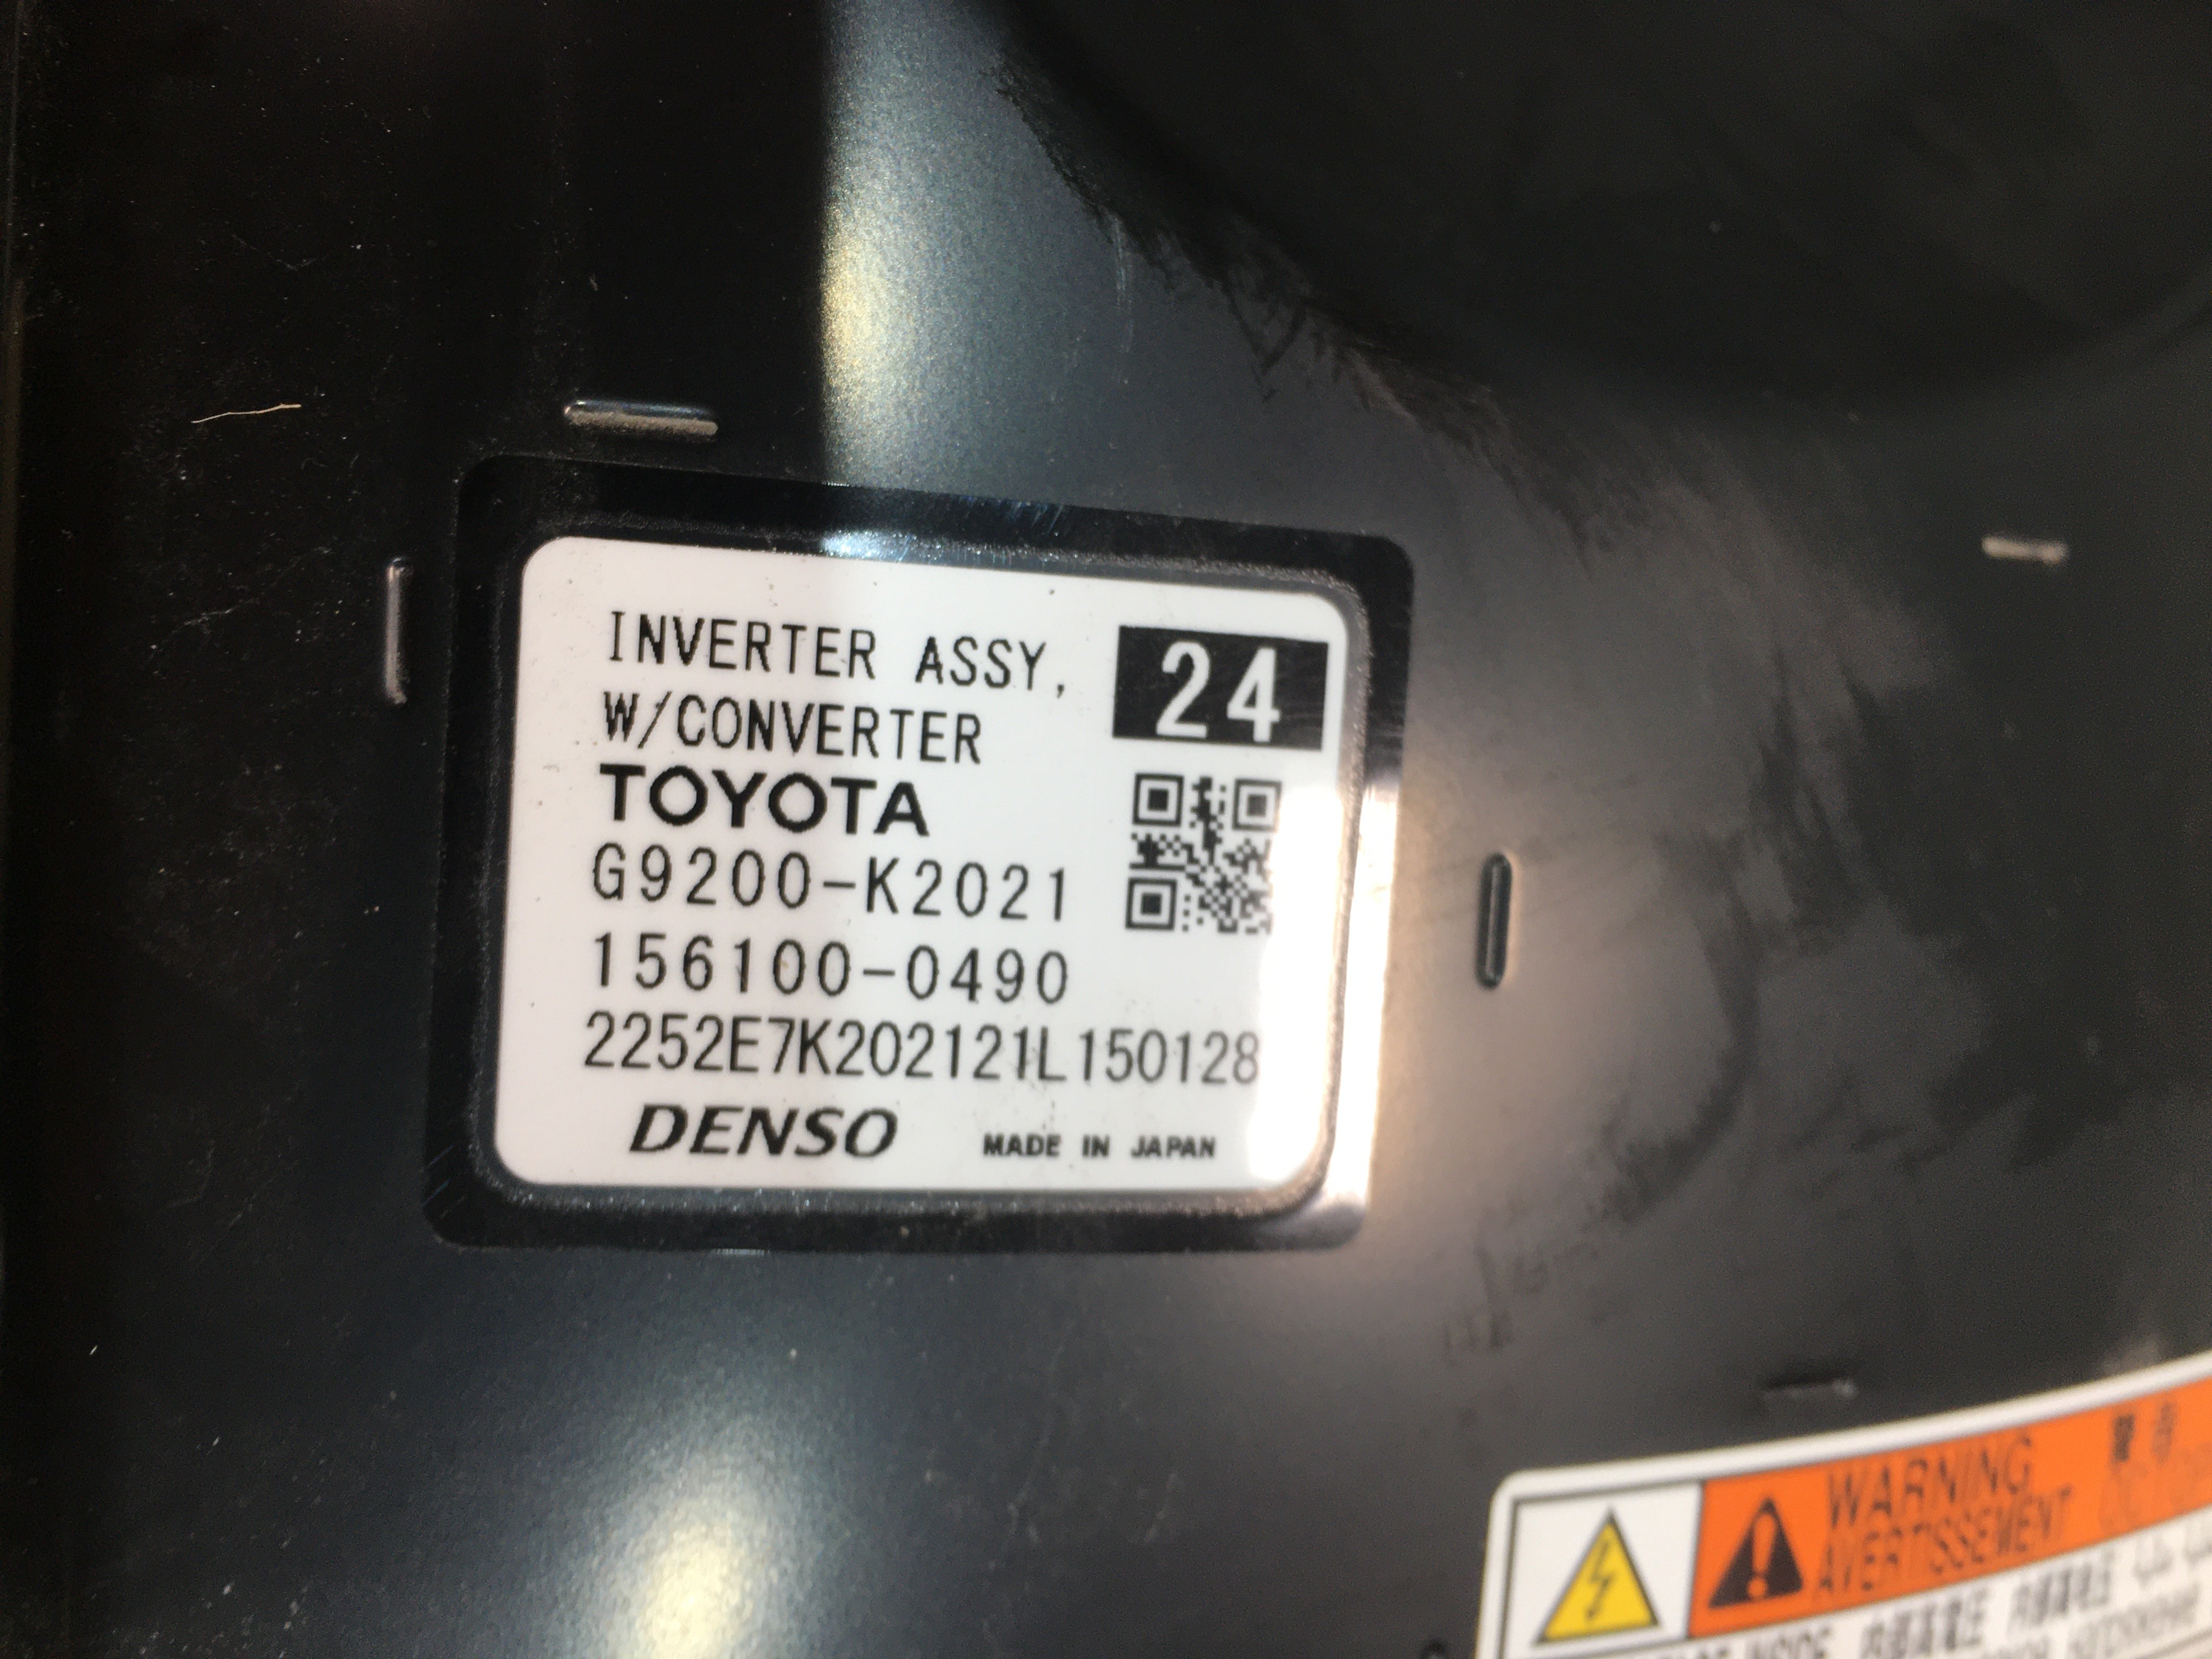 INVERTER ASSY,
W/CONVERTER
24
TOYOTA
G9200-K2021
156100-0490
2252E7K202121L150128
DENSO
MADE IN JAPAN
WARNING
AVERTISSEMENT